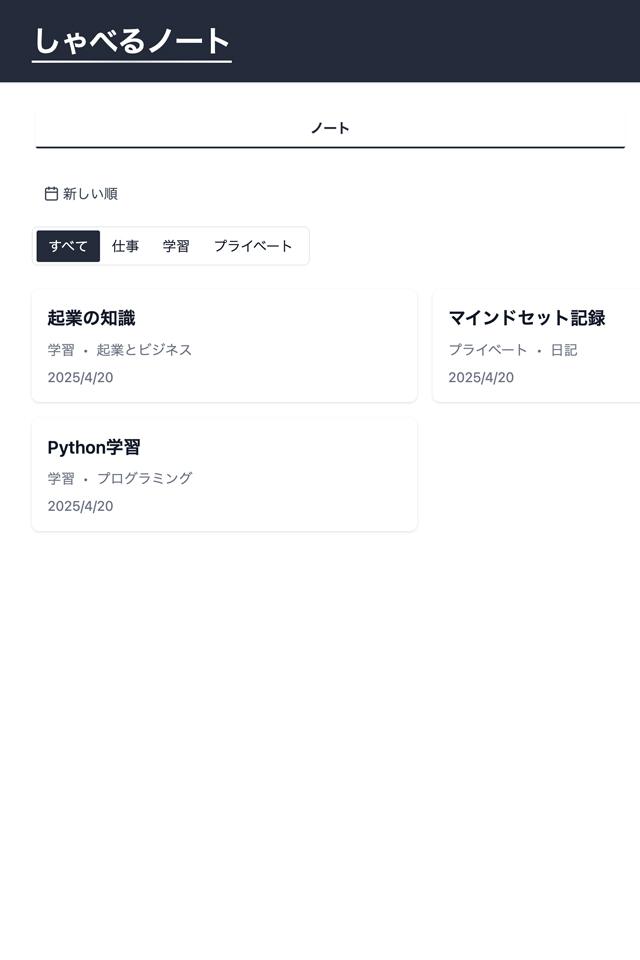 しゃべるノート
ノート
新しい順
すべて 仕事 学習 プライベート
起業の知識
学習 • 起業とビジネス
2025/4/20
マインドセット記録
プライベート • 日記
2025/4/20
Python学習
学習 • プログラミング
2025/4/20